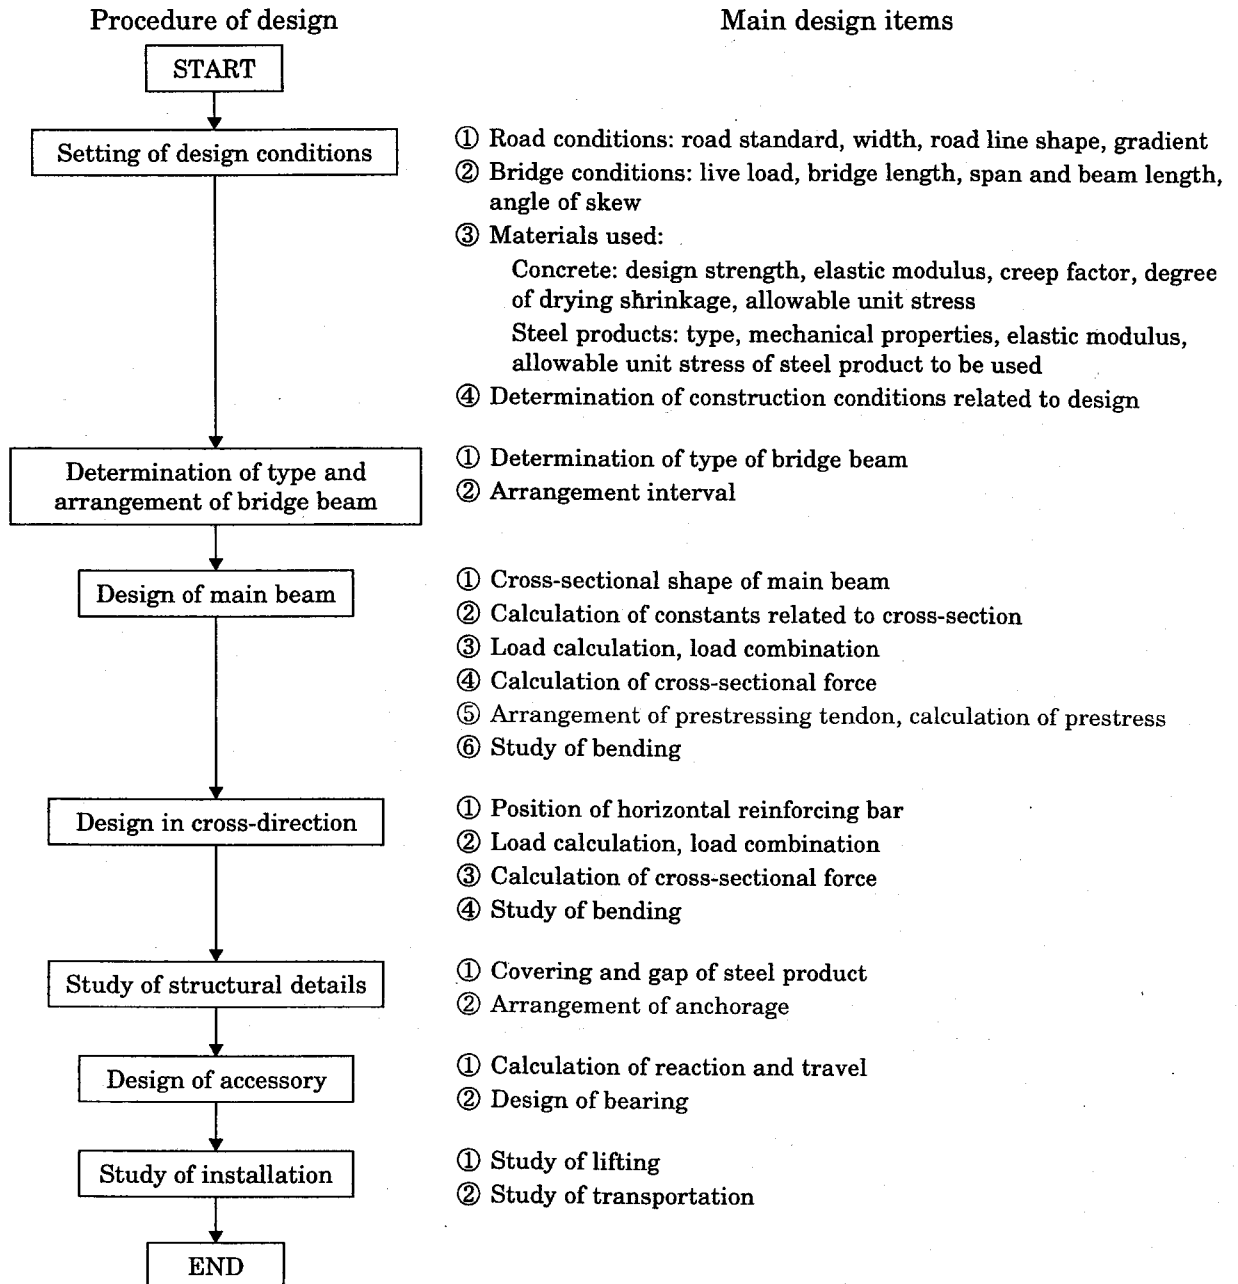 Procedure of design
Main design items
START
Setting of design conditions
① Road conditions: road standard, width, road line shape, gradient
② Bridge conditions: live load, bridge length, span and beam length,
angle of skew
③ Materials used:
Concrete: design strength, elastic modulus, creep factor, degree
of drying shrinkage, allowable unit stress
Steel products: type, mechanical properties, elastic modulus,
allowable unit stress of steel product to be used
④ Determination of construction conditions related to design
Determination of type and
arrangement of bridge beam
① Determination of type of bridge beam
② Arrangement interval
Design of main beam
① Cross-sectional shape of main beam
② Calculation of constants related to cross-section
③ Load calculation, load combination
④ Calculation of cross-sectional force
⑤ Arrangement of prestressing tendon, calculation of prestress
⑥ Study of bending
Design in cross-direction
① Position of horizontal reinforcing bar
② Load calculation, load combination
③ Calculation of cross-sectional force
④ Study of bending
Study of structural details
① Covering and gap of steel product
② Arrangement of anchorage
Design of accessory
① Calculation of reaction and travel
② Design of bearing
Study of installation
① Study of lifting
② Study of transportation
END